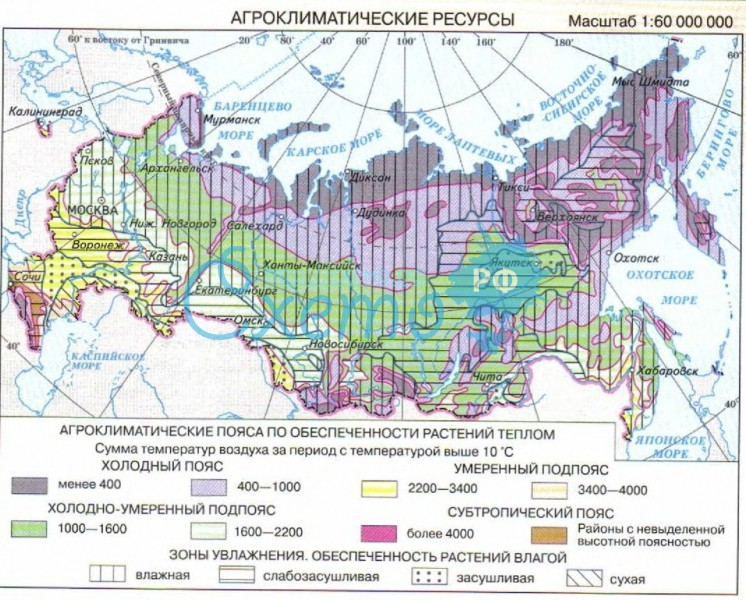 АГРОКЛИМАТИЧЕСКИЕ РЕСУРСЫ
Масштаб 1:60 000 000
60° к востоку от Гринвича
20°
80°
40°
60°
100°
140°
160°
180°
Мыс Шмидта
ВОСТОЧНО-
СИБИРСКОЕ
МОРЕ
БЕРИНГОВО
МОРЕ
Калининград
БАРЕНЦЕВО
МОРЕ
Мурманск
КАРСКОЕ МОРЕ
МОРЕ ЛАПТЕВЫХ
Псков
Архангельск
Диксан
Тикси
Днепр
МОСКВА
Дудинка
Верхоянск
Ниж. Новгород
Салехард
Воронеж
Казань
Ханты-Мансийск
Якутск
Охотск
ОХОТСКОЕ
МОРЕ
Сочи
Екатеринбург
РФ
Омск
Новосибирск
40°
КАСПИЙСКОЕ
МОРЕ
Чита
Хабаровск
40°
ЯПОНСКОЕ
МОРЕ
АГРОКЛИМАТИЧЕСКИЕ ПОЯСА ПО ОБЕСПЕЧЕННОСТИ РАСТЕНИЙ ТЕПЛОМ
Сумма температур воздуха за период с температурой выше 10 °С
ХОЛОДНЫЙ ПОЯС
УМЕРЕННЫЙ ПОДПОЯС
менее 400
400—1000
2200—3400
3400—4000
ХОЛОДНО-УМЕРЕННЫЙ ПОДПОЯС
СУБТРОПИЧЕСКИЙ ПОЯС
1000—1600
1600—2200
более 4000
Районы с невыделенной
высотной поясностью
ЗОНЫ УВЛАЖНЕНИЯ. ОБЕСПЕЧЕННОСТЬ РАСТЕНИЙ ВЛАГОЙ
влажная
слабозасушливая
засушливая
сухая